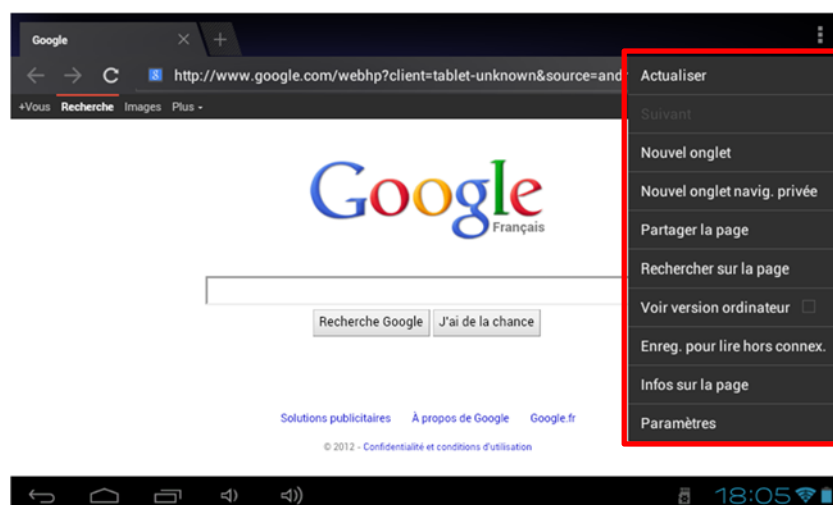 Google
http://www.google.com/webhp?client=tablet-unknown&source=and
+Vous Recherche Images Plus
Google
Français
Recherche Google J'ai de la chance
Solutions publicitaires À propos de Google Google.fr
© 2012 - Confidentialité et conditions d'utilisation
Actualiser
Suivant
Nouvel onglet
Nouvel onglet navig. privée
Partager la page
Rechercher sur la page
Voir version ordinateur
Enreg. pour lire hors connex.
Infos sur la page
Paramètres
18:05